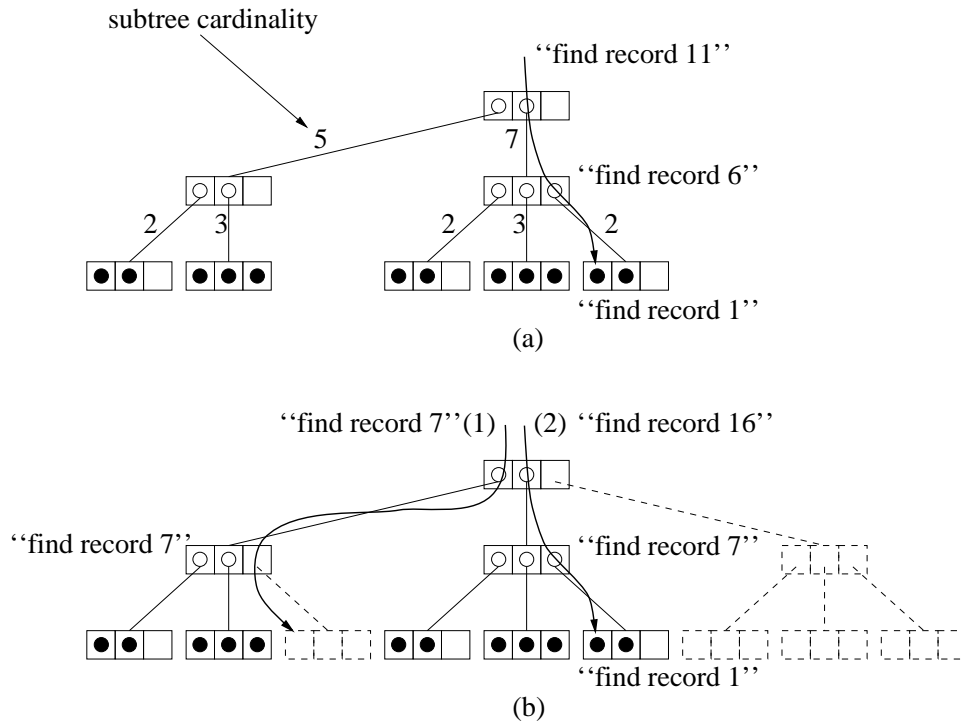 subtree cardinality
‘‘find record 11’’
5
7
‘‘find record 6’’
2
3
2
3
2
‘‘find record 1’’
(a)
‘‘find record 7’’(1)
(2) ‘‘find record 16’’
‘‘find record 7’’
‘‘find record 7’’
‘‘find record 1’’
(b)